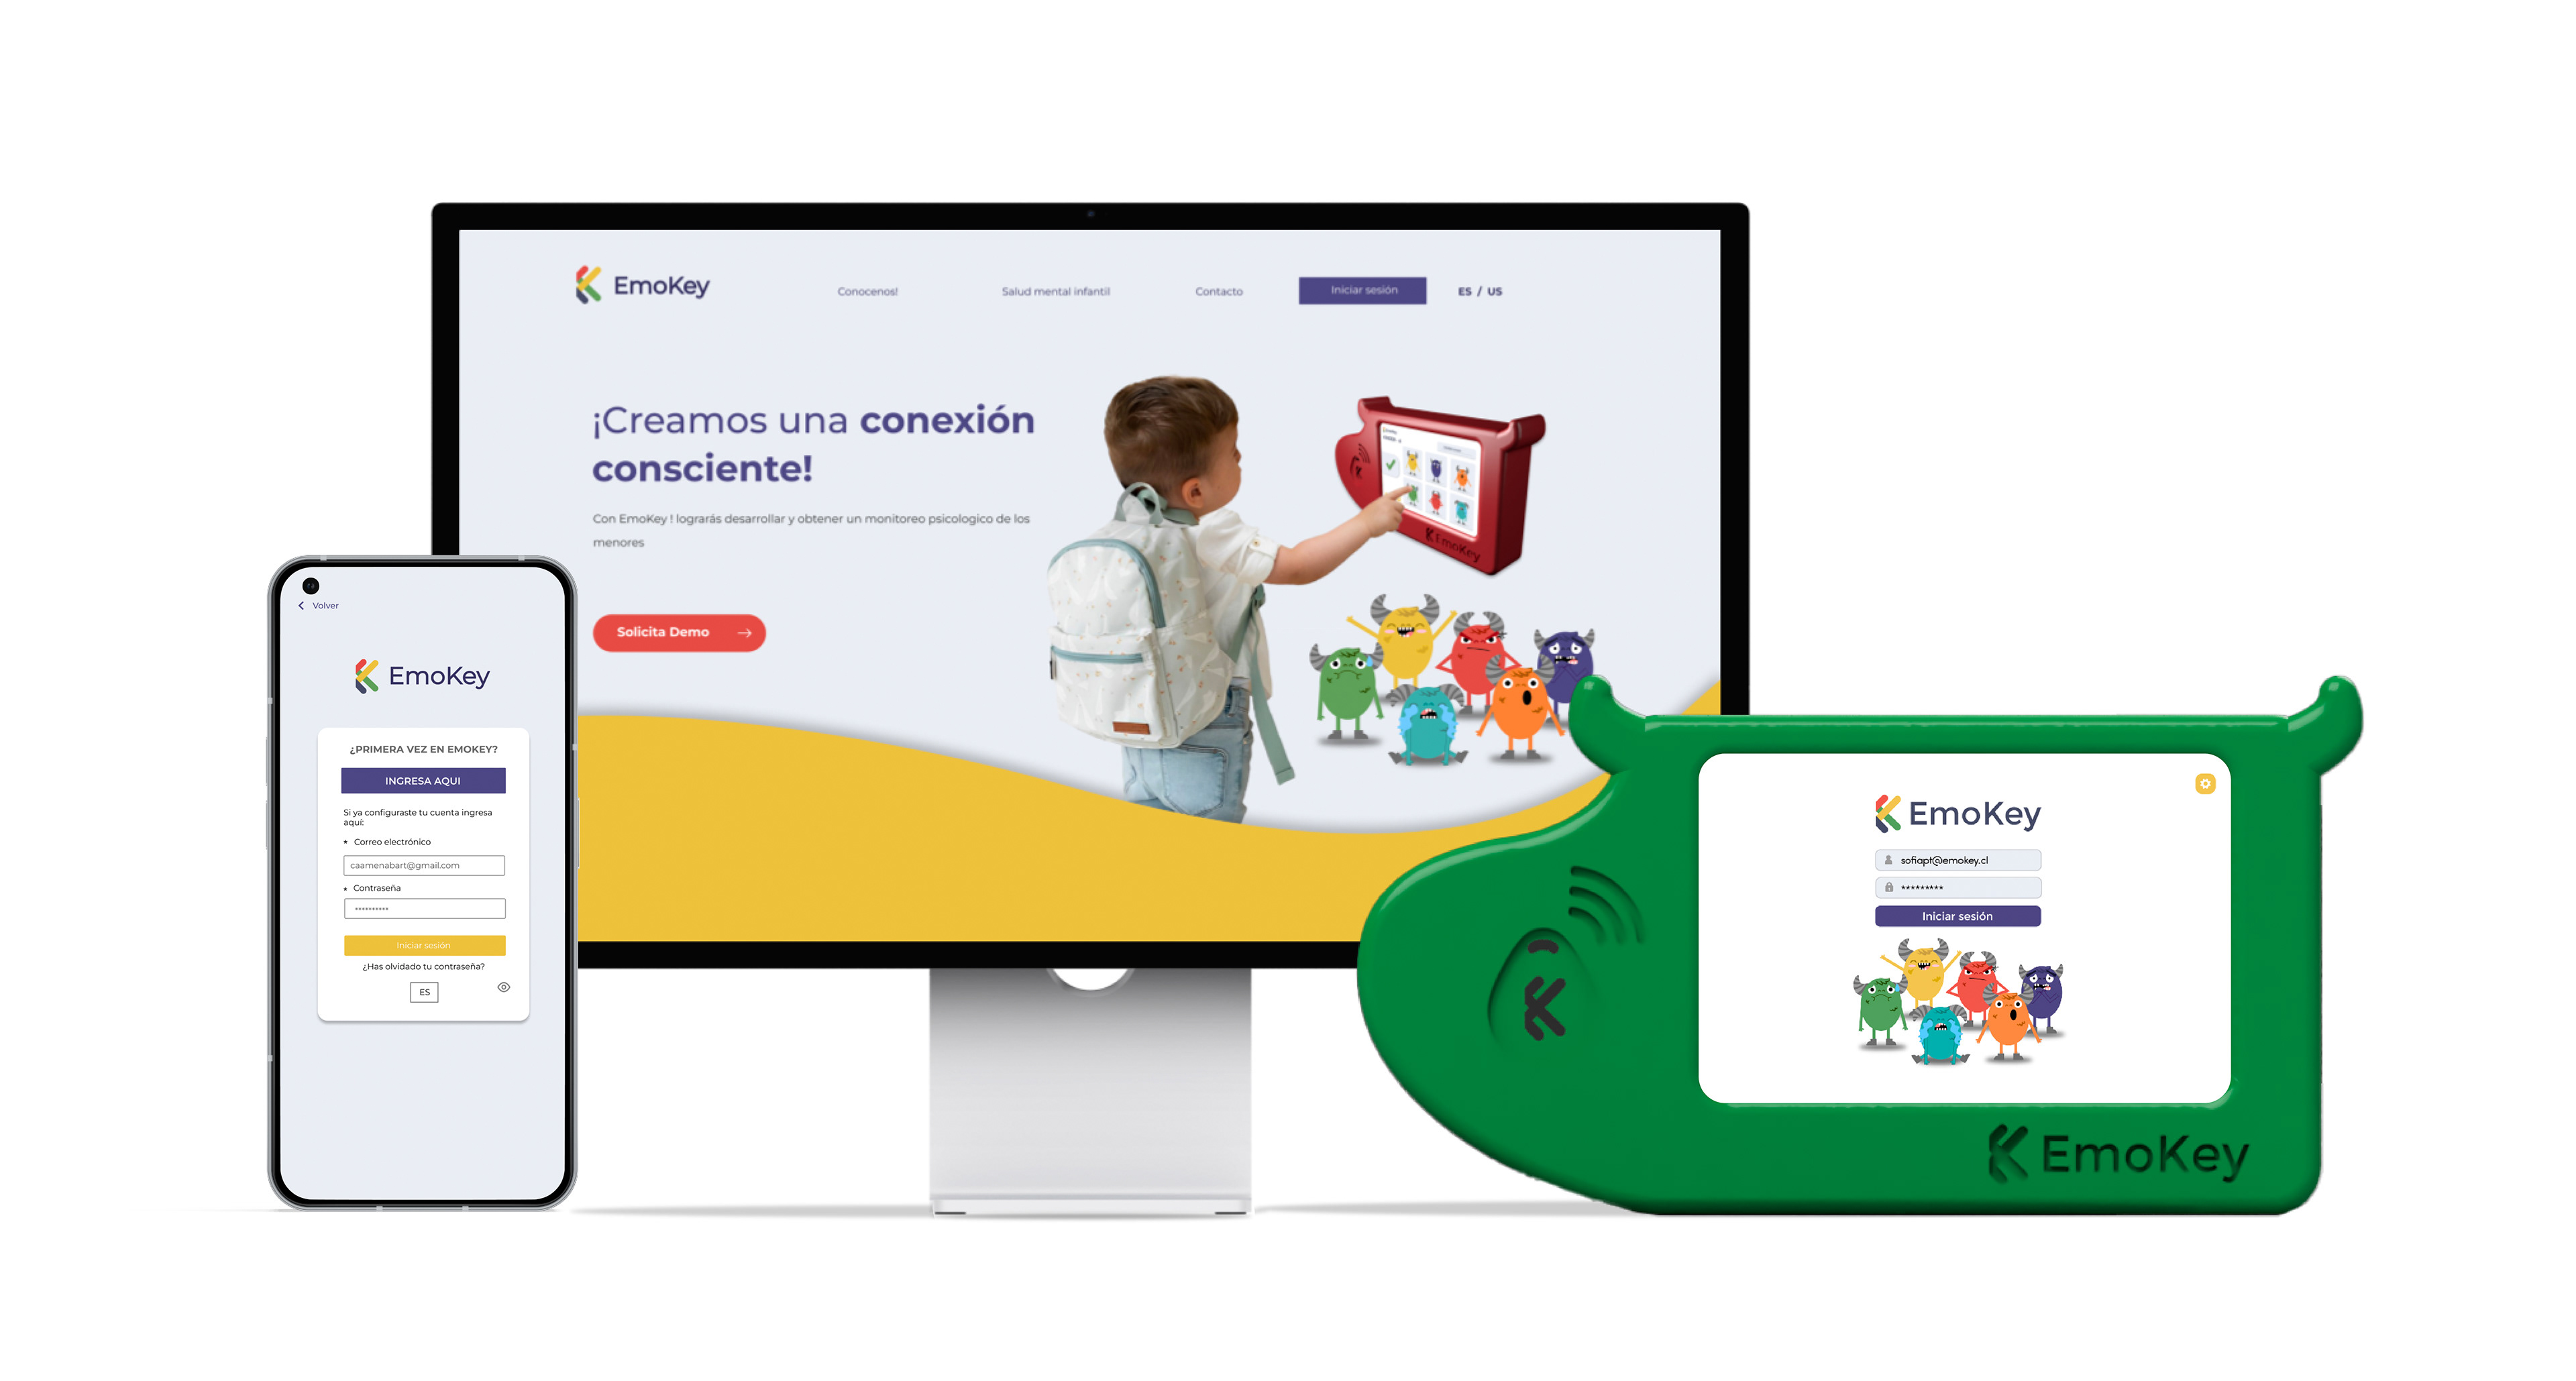 EmoKey
Conocenos!
Salud mental infantil
Contacto
Iniciar sesión
ES / US
¡Creamos una conexión
consciente!
Con EmoKey ! lograrás desarrollar y obtener un monitoreo psicologico de los
menores
Solicita Demo
EmoKey
Volver
EmoKey
¿PRIMERA VEZ EN EMOKEY?
INGRESA AQUI
Si ya configuraste tu cuenta ingresa
aquí:
* Correo electrónico
caamenabart@gmail.com
* Contraseña
**********
Iniciar sesión
¿Has olvidado tu contraseña?
ES
EmoKey
sofiapt@emokey.cl
*********
Iniciar sesión
EmoKey